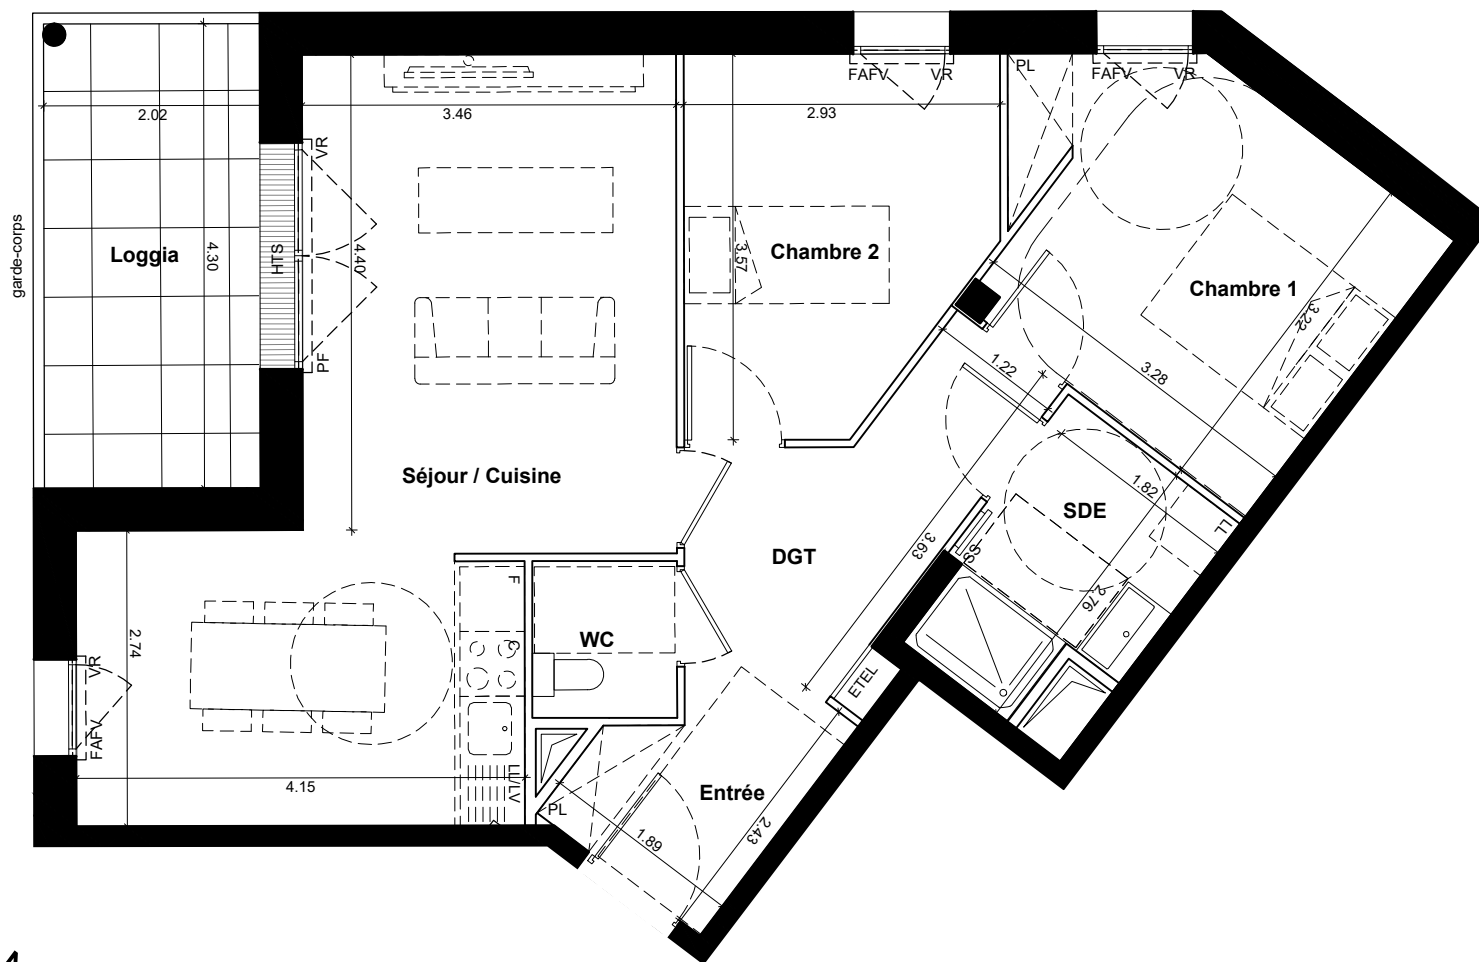 FAFV VR
PL
FAFV VR
2.02
3.46
2.93
VR
garde-corps
Loggia
4.30
HTS
4.40
3.57
Chambre 2
Chambre 1
3.22
PF
1.22
3.28
Séjour / Cuisine
1.82
SDE
LL
3.63
SS
DGT
F
2.76
WC
C
2.74
VR
ETEL
FAFV
LL/LV
4.15
Entrée
PL
1.89
2.43